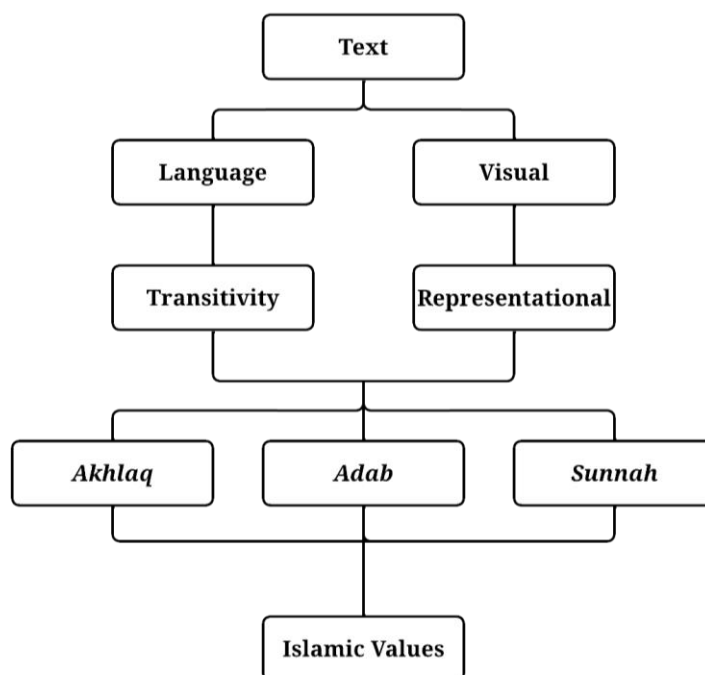 Text
Language
Visual
Transitivity
Representational
Akhlaq
Adab
Sunnah
Islamic Values